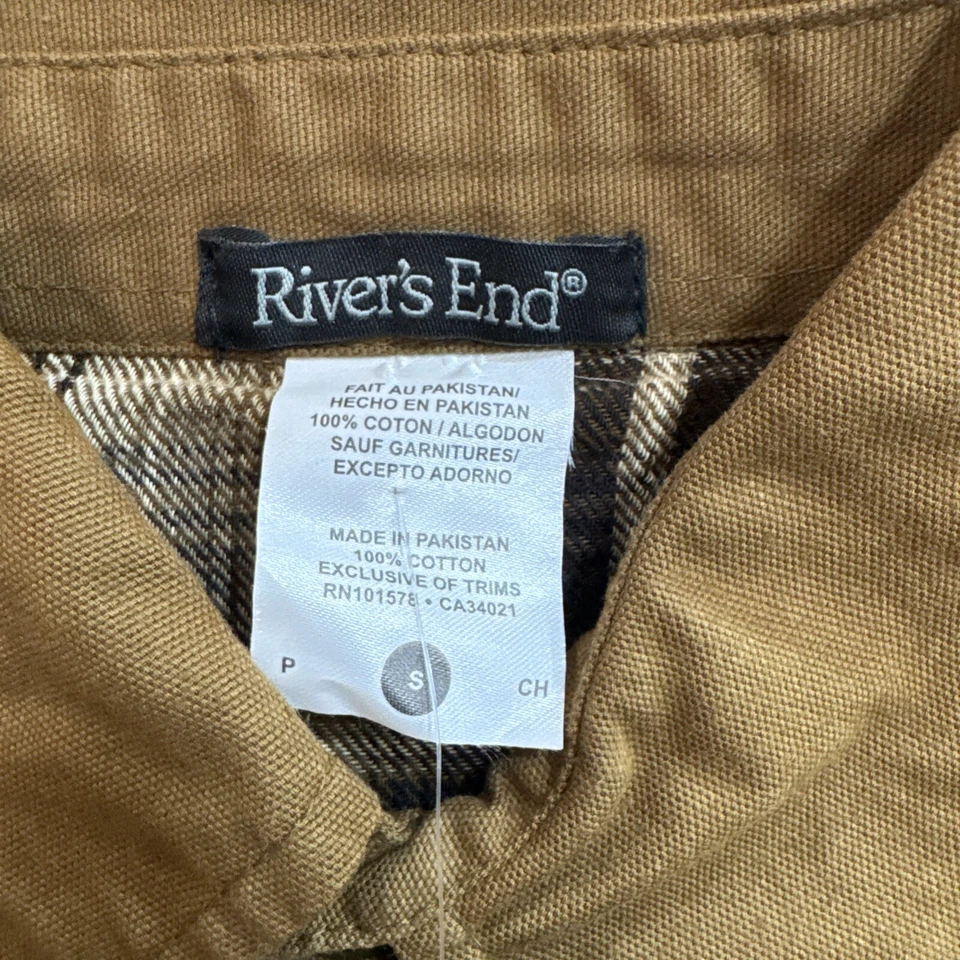 River's End®
FAIT AU PAKISTAN/
HECHO EN PAKISTAN
100% COTON / ALGODON
SAUF GARNITURES/
EXCEPTO ADORNO
MADE IN PAKISTAN
100% COTTON
EXCLUSIVE OF TRIMS
RN101578 • CA34021
P S CH